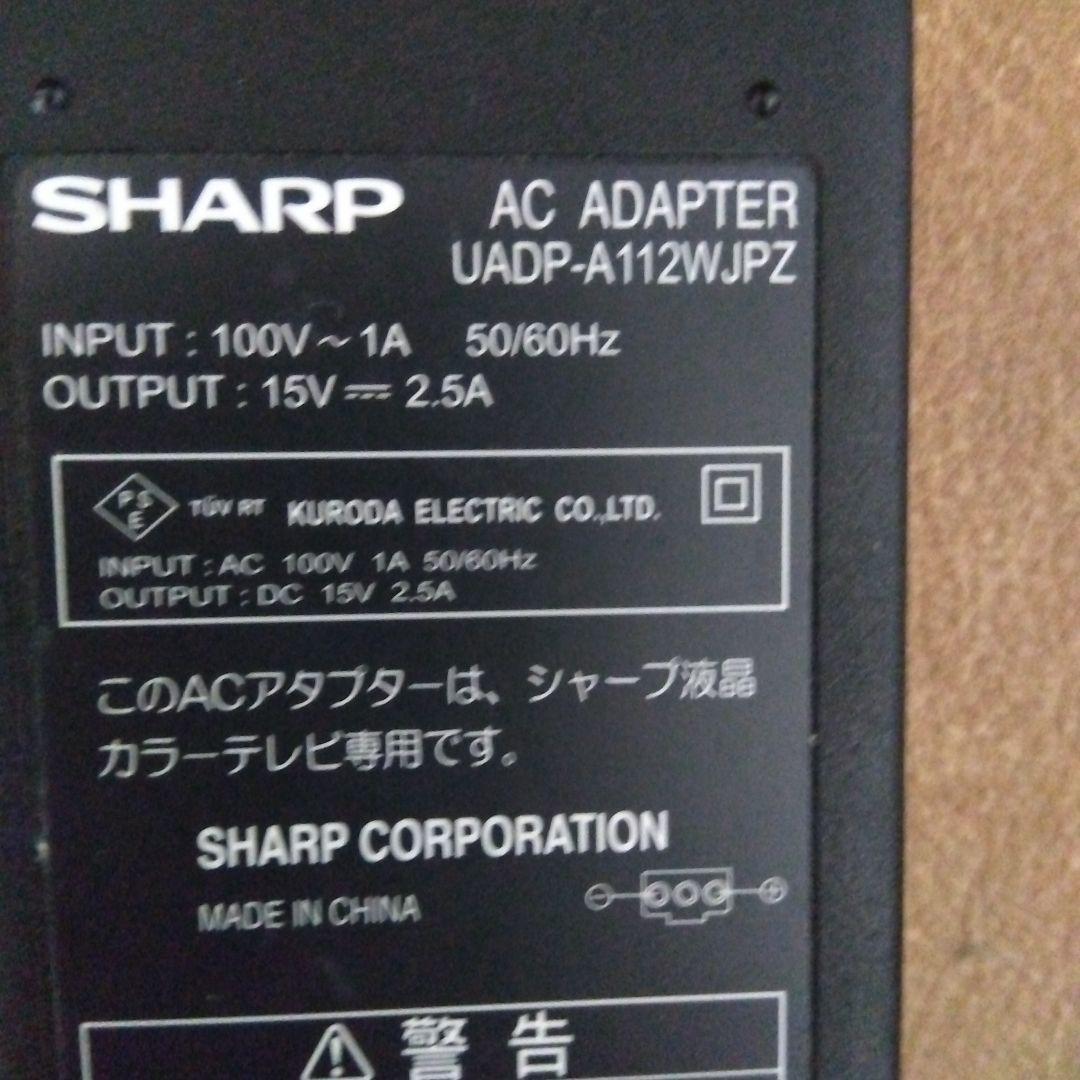 SHARP AC ADAPTER
UADP-A112WJPZ
INPUT : 100V ~ 1A 50/60Hz
OUTPUT : 15V ⎓ 2.5A
PSE TÜV RT KURODA ELECTRIC CO.,LTD.
INPUT : AC 100V 1A 50/60Hz
OUTPUT : DC 15V 2.5A
このACアダプターは、シャープ液晶
カラーテレビ専用です。
SHARP CORPORATION
MADE IN CHINA
警告